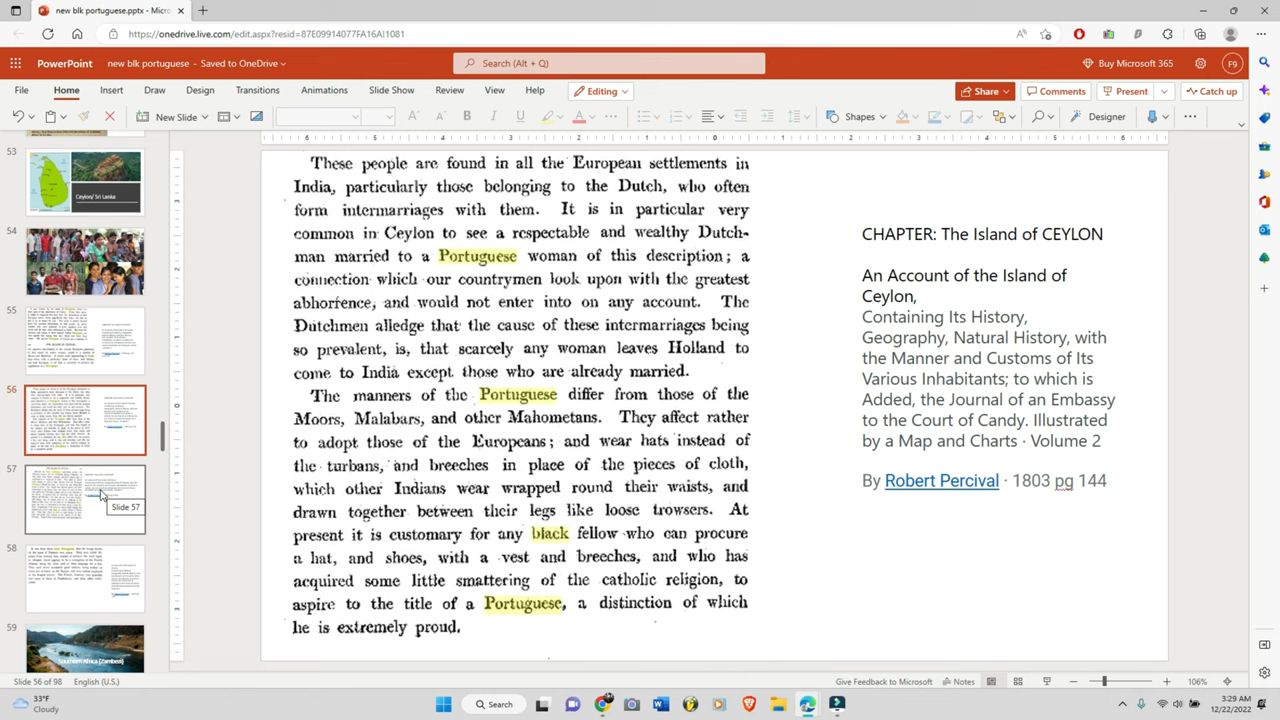 new blk portuguese.pptx - Micro
https://onedrive.live.com/edit.aspx?resid=87E09914077FA16A!1081
PowerPoint
new blk portuguese - Saved to OneDrive
Search (Alt + Q)
Buy Microsoft 365
F9
File
Home
Insert
Draw
Design
Transitions
Animations
Slide Show
Review
View
Help
Editing
Share
Comments
Present
Catch up
New Slide
Shapes
Designer
53
Ceylon/ Sri Lanka
54
55
56
57
Slide 57
58
59
Southern Africa (Zambesi)
These people are found in all the European settlements in
India, particularly those belonging to the Dutch, who often
form intermarriages with them. It is in particular very
common in Ceylon to see a respectable and wealthy Dutch-
man married to a Portuguese woman of this description; a
connection which our countrymen look upon with the greatest
abhorrence, and would not enter into on any account. The
Dutchmen alledge that the cause of these intermarriages being
so prevalent, is, that scarcely any woman leaves Holland to
come to India except those who are already married.
The manners of the Portuguese differ from those of the
Moors, Malabars, and other Mahometans. They affect rather
to adopt those of the Europeans; and wear hats instead of
the turbans, and breeches in place of the pieces of cloth,
which other Indians wear wrapped round their waists, and
drawn together between their legs like loose trowsers. At
present it is customary for any black fellow who can procure
a hat and shoes, with a vest and breeches, and who has
acquired some little smattering of the catholic religion, to
aspire to the title of a Portuguese, a distinction of which
he is extremely proud.
CHAPTER: The Island of CEYLON
An Account of the Island of
Ceylon,
Containing Its History,
Geography, Natural History, with
the Manner and Customs of Its
Various Inhabitants; to which is
Added, the Journal of an Embassy
to the Court of Candy. Illustrated
by a Map and Charts · Volume 2
By Robert Percival · 1803 pg 144
Slide 56 of 98
English (U.S.)
Give Feedback to Microsoft
Notes
106%
33°F
Cloudy
Search
3:29 AM
12/22/2022